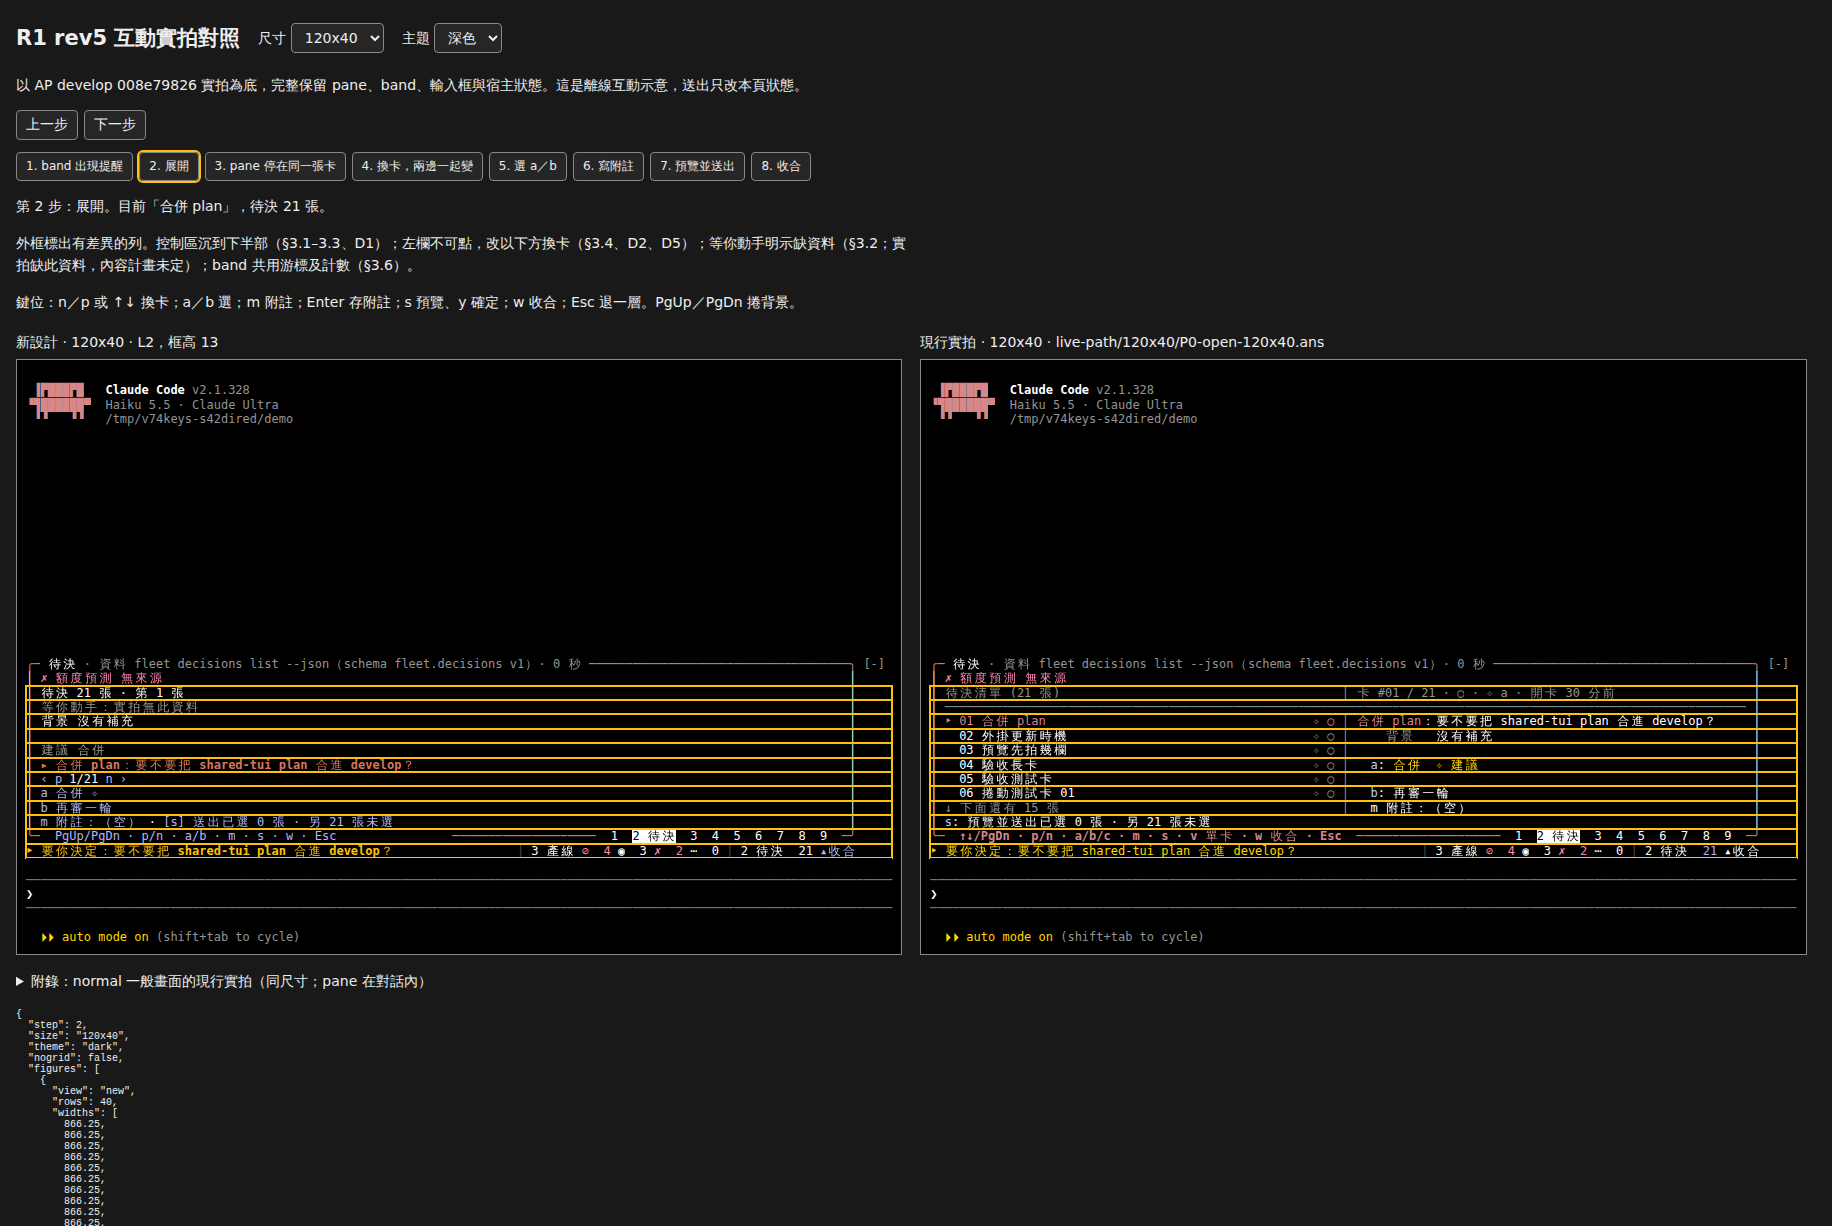 R1 rev5 互動實拍對照 尺寸 120x40 主題 深色
以 AP develop 008e79826 實拍為底，完整保留 pane、band、輸入框與宿主狀態。這是離線互動示意，送出只改本頁狀態。
上一步 下一步
1. band 出現提醒 2. 展開 3. pane 停在同一張卡 4. 換卡，兩邊一起變 5. 選 a／b 6. 寫附註 7. 預覽並送出 8. 收合
第 2 步：展開。目前「合併 plan」，待決 21 張。
外框標出有差異的列。控制區沉到下半部（§3.1–3.3、D1）；左欄不可點，改以下方換卡（§3.4、D2、D5）；等你動手明示缺資料（§3.2；實
拍缺此資料，內容計畫未定）；band 共用游標及計數（§3.6）。
鍵位：n／p 或 ↑↓ 換卡；a／b 選；m 附註；Enter 存附註；s 預覽、y 確定；w 收合；Esc 退一層。PgUp／PgDn 捲背景。
新設計 · 120x40 · L2，框高 13
Claude Code v2.1.328
Haiku 5.5 · Claude Ultra
/tmp/v74keys-s42dired/demo
待決 · 資料 fleet decisions list --json（schema fleet.decisions v1）· 0 秒 [-]
✗ 額度預測 無來源
待決 21 張 · 第 1 張
等你動手：實拍無此資料
背景 沒有補充
建議 合併
▸ 合併 plan：要不要把 shared-tui plan 合進 develop？
‹ p 1/21 n ›
a 合併 ✧
b 再審一輪
m 附註：（空） · [s] 送出已選 0 張 · 另 21 張未選
PgUp/PgDn · p/n · a/b · m · s · w · Esc 1 2 待決 3 4 5 6 7 8 9
▸ 要你決定：要不要把 shared-tui plan 合進 develop？ | 3 產線 ⊘ 4 ◉ 3 ✗ 2 ⋯ 0 | 2 待決 21 ▴收合
❯
⏵⏵ auto mode on (shift+tab to cycle)
現行實拍 · 120x40 · live-path/120x40/P0-open-120x40.ans
Claude Code v2.1.328
Haiku 5.5 · Claude Ultra
/tmp/v74keys-s42dired/demo
待決 · 資料 fleet decisions list --json（schema fleet.decisions v1）· 0 秒 [-]
✗ 額度預測 無來源
待決清單（21 張） | 卡 #01 / 21 · ○ · ✧ a · 開卡 30 分前
▸ 01 合併 plan ✧ ○ | 合併 plan：要不要把 shared-tui plan 合進 develop？
02 外掛更新時機 ✧ ○ | 背景 沒有補充
03 預覽先拍幾欄 ✧ ○ |
04 驗收長卡 ✧ ○ | a: 合併 ✧ 建議
05 驗收測試卡 ✧ ○ |
06 捲動測試卡 01 ✧ ○ | b: 再審一輪
↓ 下面還有 15 張 | m 附註：（空）
s: 預覽並送出已選 0 張 · 另 21 張未選
↑↓/PgDn · p/n · a/b/c · m · s · v 單卡 · w 收合 · Esc 1 2 待決 3 4 5 6 7 8 9
▸ 要你決定：要不要把 shared-tui plan 合進 develop？ | 3 產線 ⊘ 4 ◉ 3 ✗ 2 ⋯ 0 | 2 待決 21 ▴收合
❯
⏵⏵ auto mode on (shift+tab to cycle)
▶ 附錄：normal 一般畫面的現行實拍（同尺寸；pane 在對話內）
{
"step": 2,
"size": "120x40",
"theme": "dark",
"nogrid": false,
"figures": [
{
"view": "new",
"rows": 40,
"widths": [
866.25,
866.25,
866.25,
866.25,
866.25,
866.25,
866.25,
866.25,
866.25,
866.25,